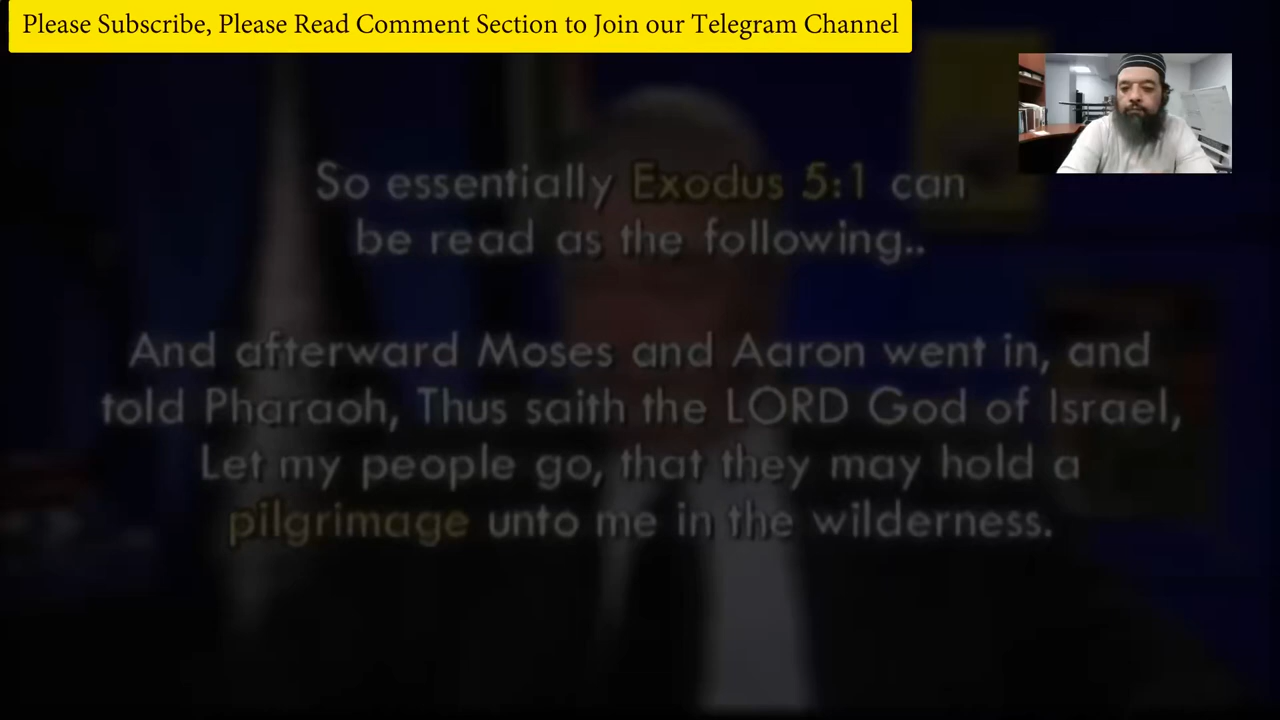 Please Subscribe, Please Read Comment Section to Join our Telegram Channel
So essentially Exodus 5:1 can
be read as the following..
And afterward Moses and Aaron went in, and
told Pharaoh, Thus saith the LORD God of Israel,
Let my people go, that they may hold a
pilgrimage unto me in the wilderness.